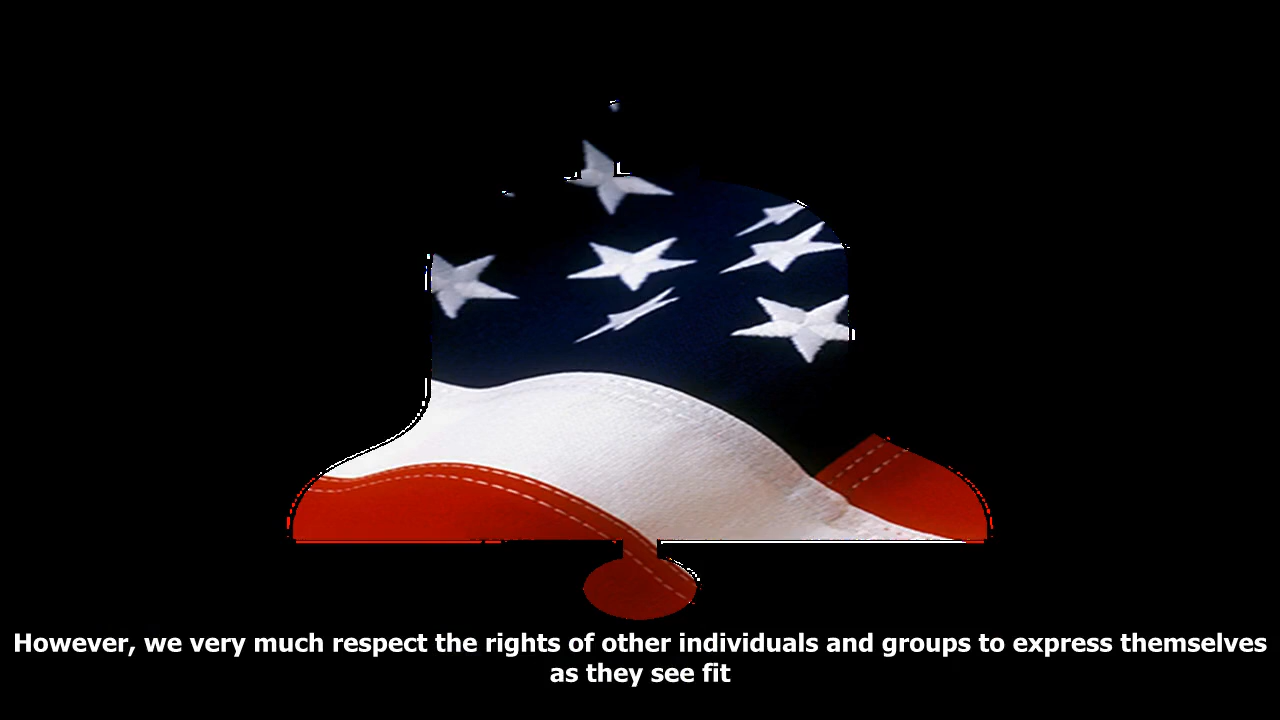 However, we very much respect the rights of other individuals and groups to express themselves
as they see fit